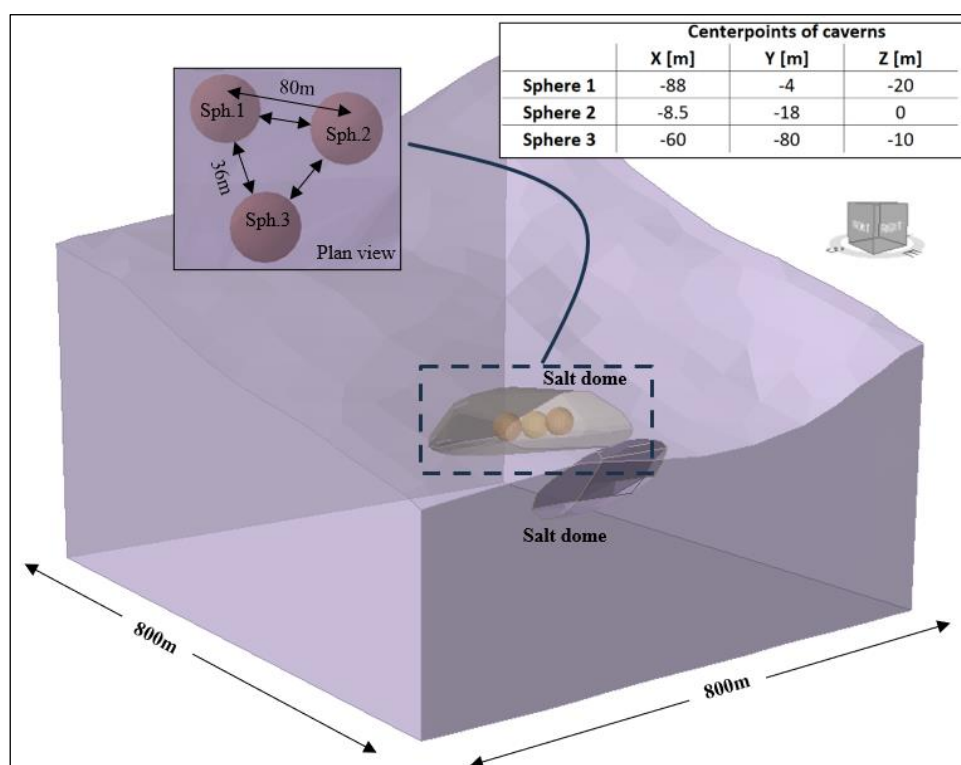 Centerpoints of caverns
X [m] Y [m] Z [m]
Sphere 1 -88 -4 -20
Sphere 2 -8.5 -18 0
Sphere 3 -60 -80 -10
80m
Sph.1
Sph.2
36m
Sph.3
Plan view
RIGHT
Salt dome
Salt dome
800m
800m